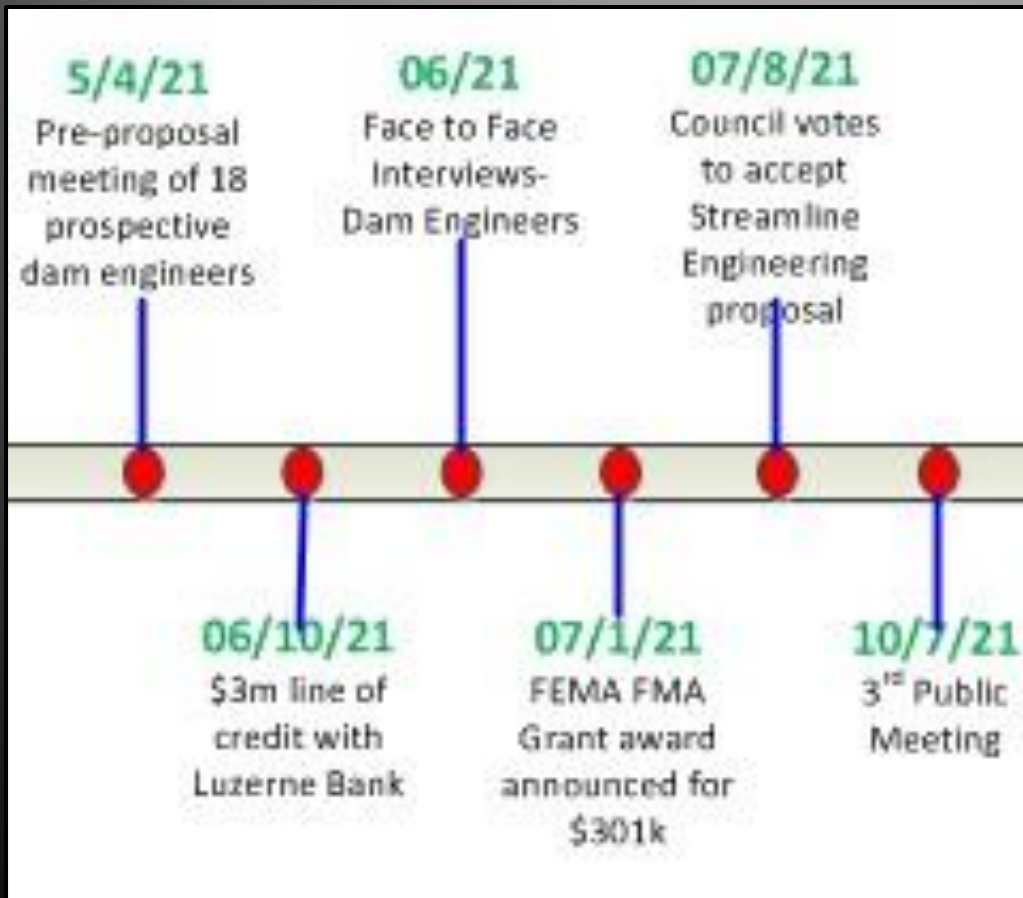 5/4/21
Pre-proposal
meeting of 18
prospective
dam engineers
06/10/21
$3m line of
credit with
Luzerne Bank
06/21
Face to Face
Interviews-
Dam Engineers
07/1/21
FEMA FMA
Grant award
announced for
$301k
07/8/21
Council votes
to accept
Streamline
Engineering
proposal
10/7/21
3rd Public
Meeting